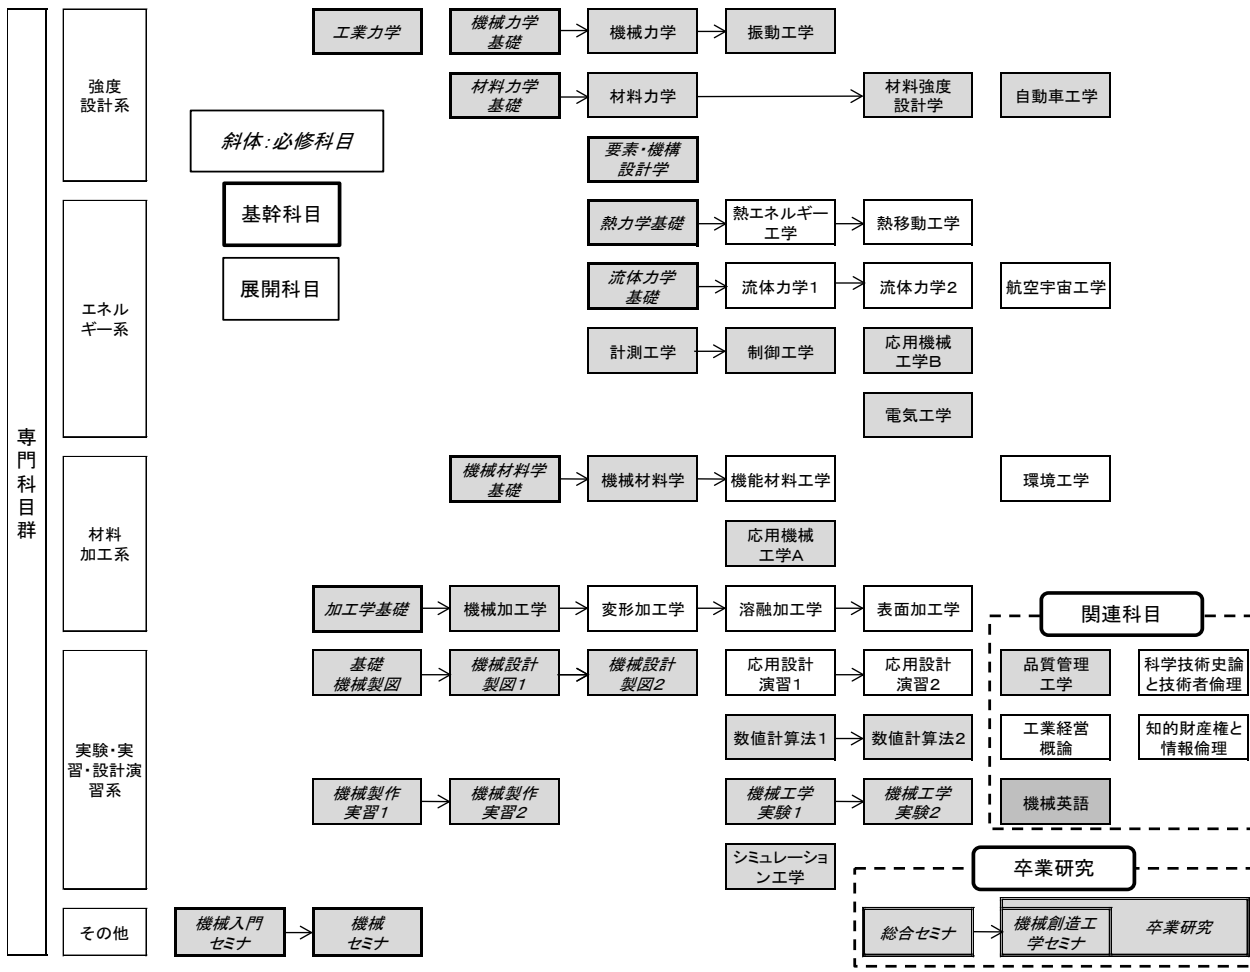 専門科目群
強度
設計系
工業力学
機械力学
基礎
機械力学
振動工学
材料力学
基礎
材料力学
材料強度
設計学
自動車工学
斜体：必修科目
要素・機構
設計学
基幹科目
展開科目
エネル
ギー系
熱力学基礎
熱エネルギー
工学
熱移動工学
流体力学
基礎
流体力学1
流体力学2
航空宇宙工学
計測工学
制御工学
応用機械
工学B
電気工学
材料
加工系
機械材料学
基礎
機械材料学
機能材料工学
環境工学
応用機械
工学A
加工学基礎
機械加工学
変形加工学
溶融加工学
表面加工学
関連科目
実験・実
習・設計演
習系
基礎
機械製図
機械設計
製図1
機械設計
製図2
応用設計
演習1
応用設計
演習2
品質管理
工学
科学技術史論
と技術者倫理
数値計算法1
数値計算法2
工業経営
概論
知的財産権と
情報倫理
機械製作
実習1
機械製作
実習2
機械工学
実験1
機械工学
実験2
機械英語
シミュレーショ
ン工学
卒業研究
その他
機械入門
セミナ
機械
セミナ
総合セミナ
機械創造工
学セミナ
卒業研究